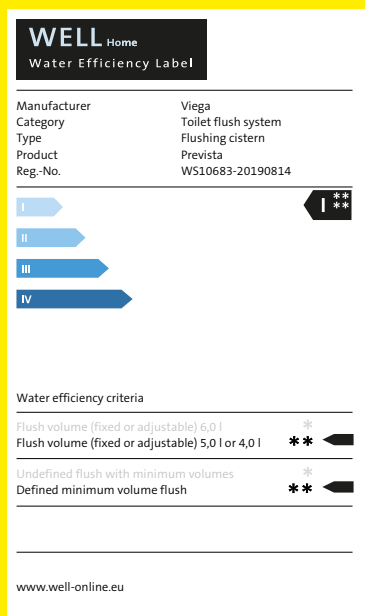 WELL Home
Water Efficiency Label
Manufacturer Viega
Category Toilet flush system
Type Flushing cistern
Product Prevista
Reg.-No. WS10683-20190814
I I ** **
II
III
IV
Water efficiency criteria
Flush volume (fixed or adjustable) 6,0 l *
Flush volume (fixed or adjustable) 5,0 l or 4,0 l **
Undefined flush with minimum volumes *
Defined minimum volume flush **
www.well-online.eu